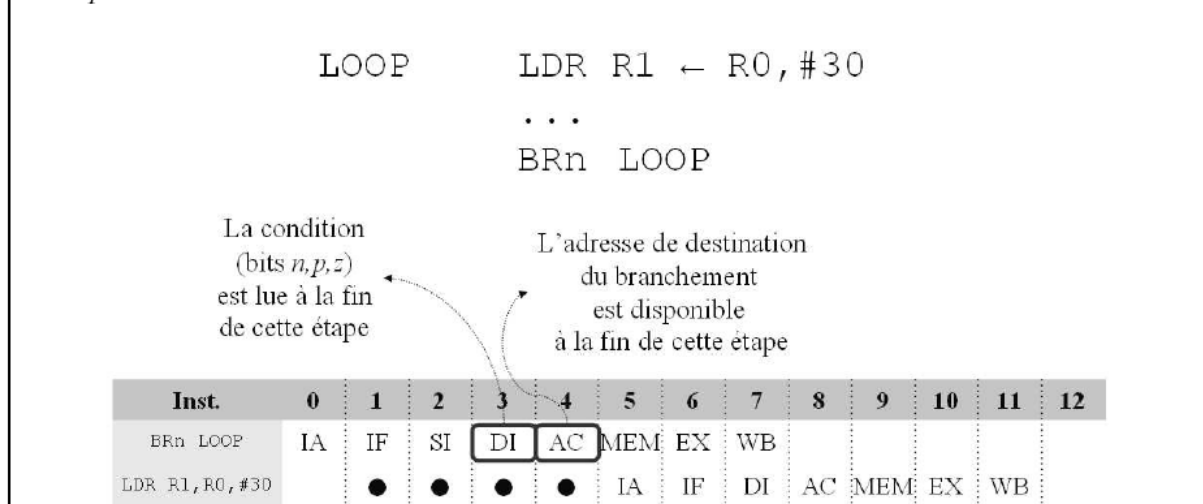 LOOP LDR R1 ← R0,#30
...
BRn LOOP
La condition
(bits n,p,z)
est lue à la fin
de cette étape
L'adresse de destination
du branchement
est disponible
à la fin de cette étape
Inst. 0 1 2 3 4 5 6 7 8 9 10 11 12
BRn LOOP IA IF SI DI AC MEM EX WB
LDR R1,R0,#30 ● ● ● ● IA IF DI AC MEM EX WB